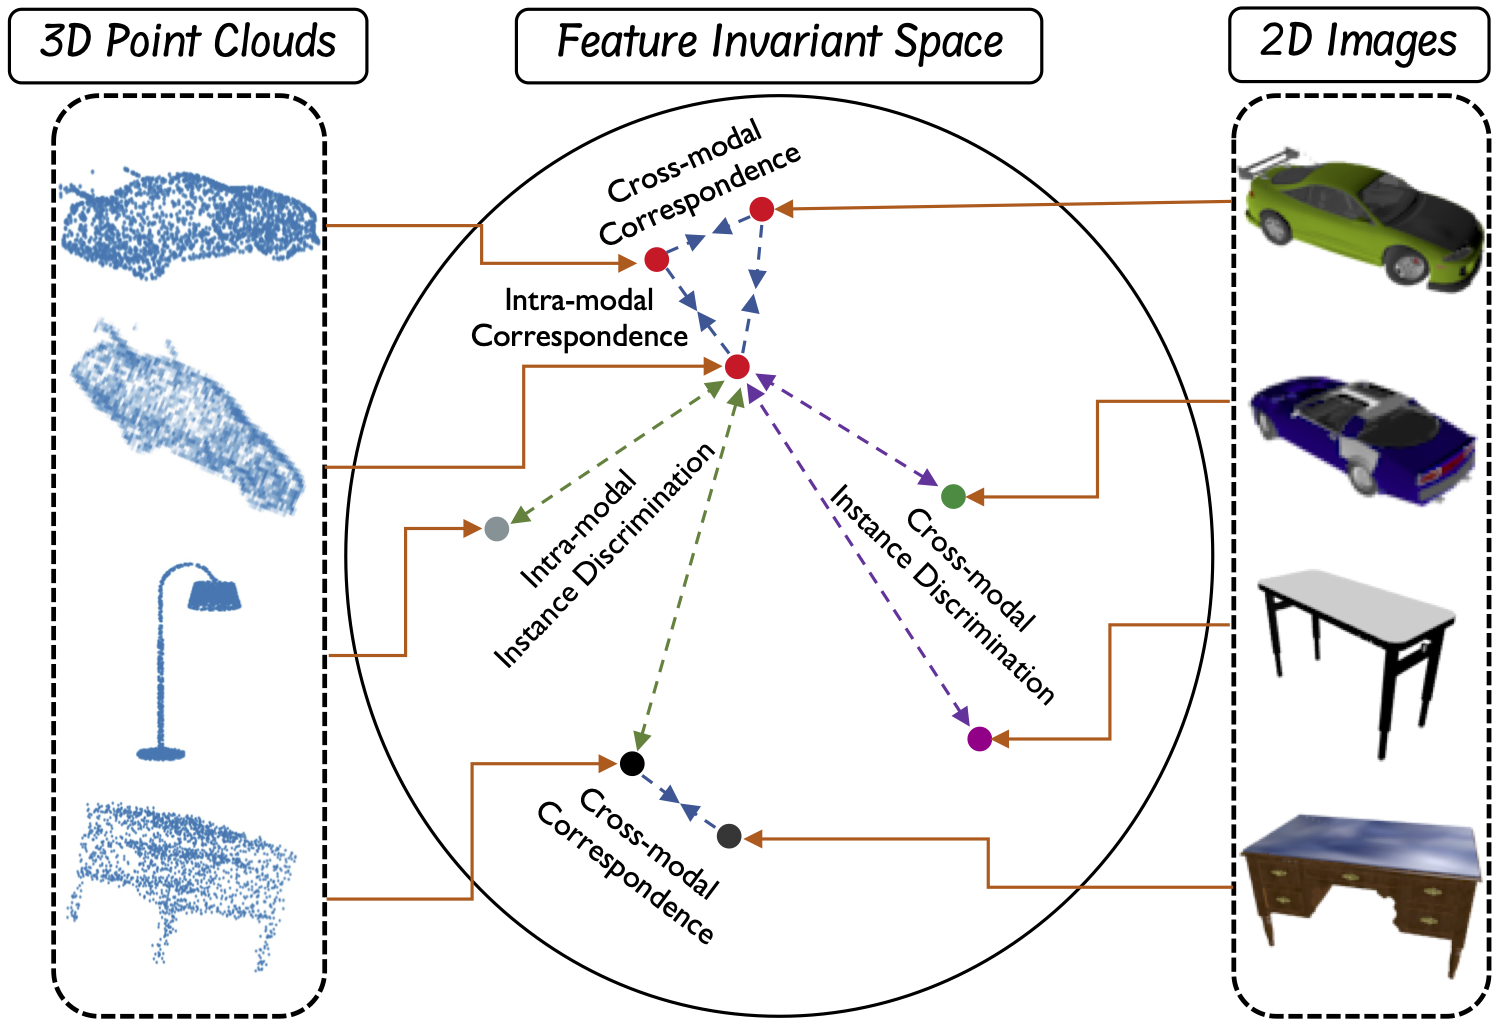 3D Point Clouds
Feature Invariant Space
2D Images
Cross-modal
Correspondence
Intra-modal
Correspondence
Intra-modal
Instance Discrimination
Cross-modal
Instance Discrimination
Cross-modal
Correspondence